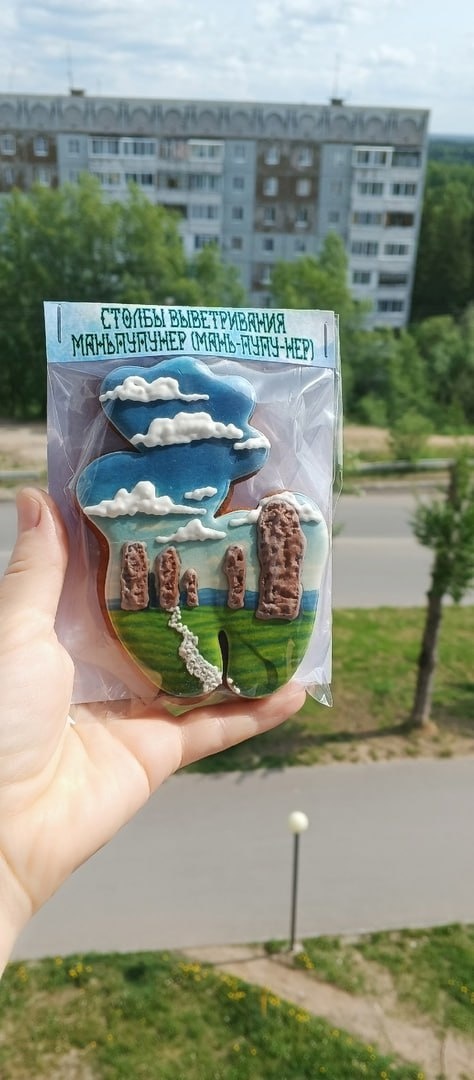 СТОЛБЫ ВЫВЕТРИВАНИЯ
МАНЬПУПУНЕР (МАНЬ-ПУПУ-НЕР)